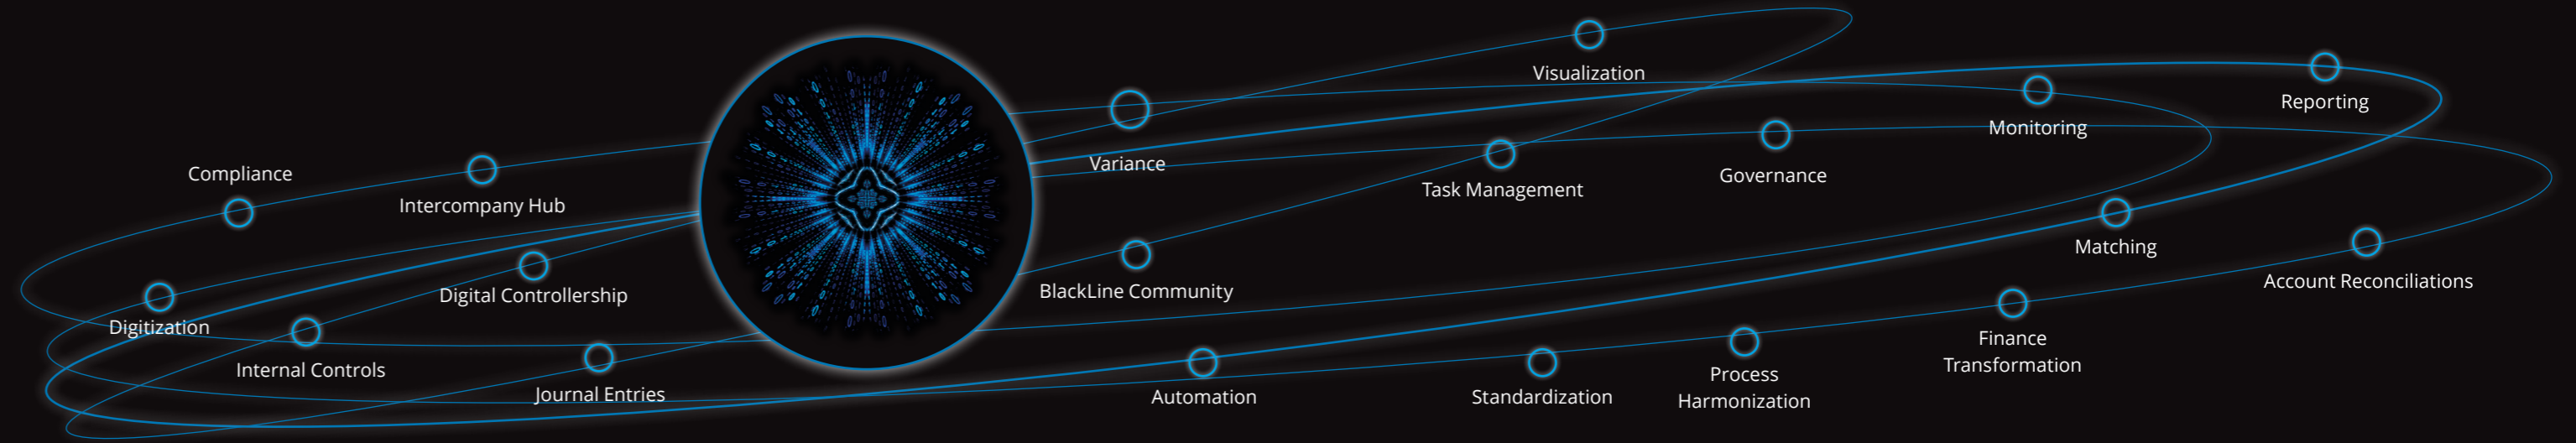 Visualization
Reporting
Monitoring
Variance
Compliance
Governance
Task Management
Intercompany Hub
Matching
Account Reconciliations
BlackLine Community
Digital Controllership
Digitization
Finance
Transformation
Internal Controls
Process
Harmonization
Journal Entries
Automation
Standardization